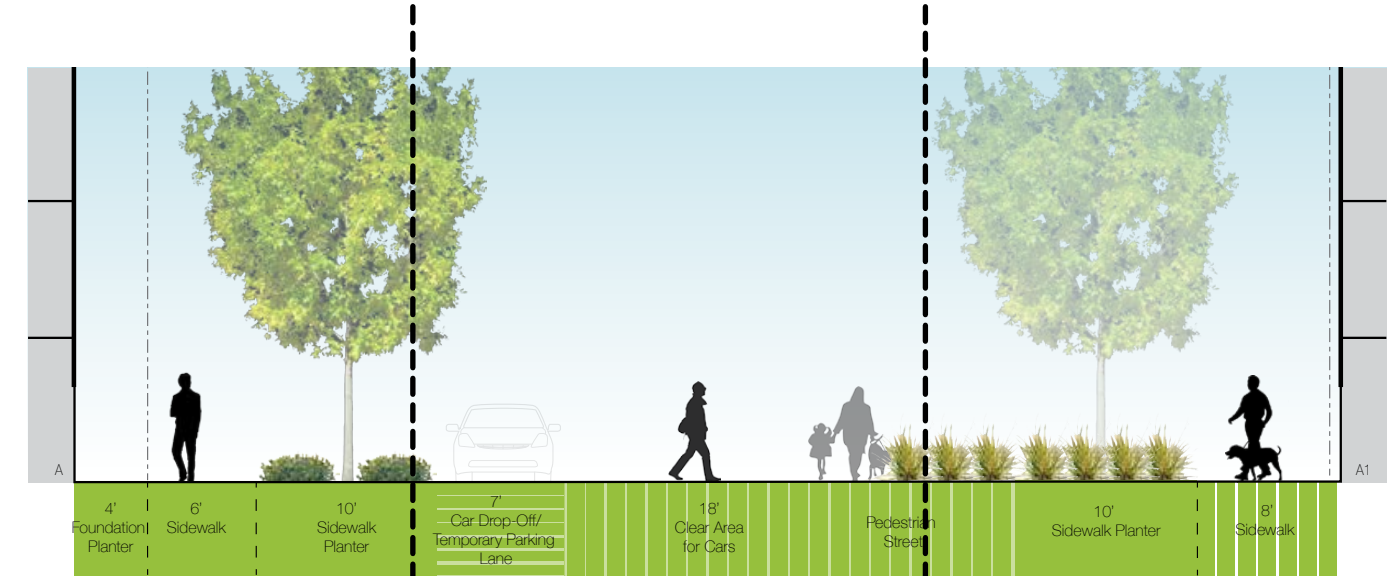 A
A1
4'
Foundation
Planter
6'
Sidewalk
10'
Sidewalk
Planter
7'
Car Drop-Off/
Temporary Parking
Lane
18'
Clear Area
for Cars
Pedestrian
Street
10'
Sidewalk Planter
8'
Sidewalk